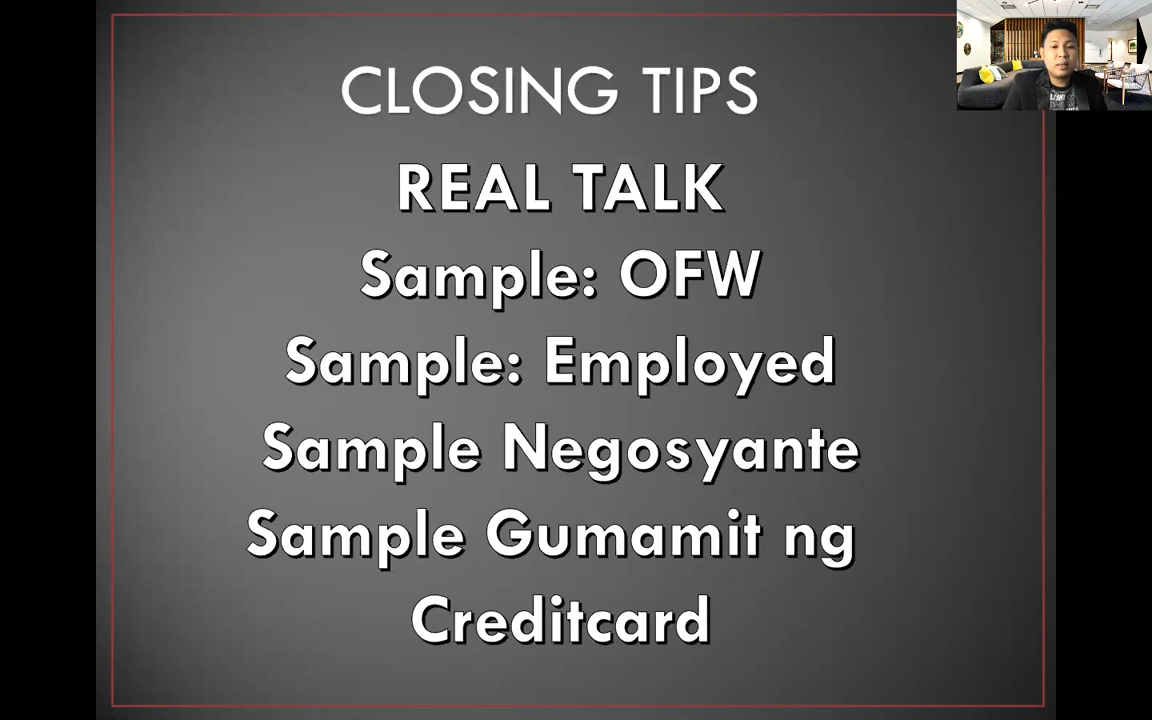 CLOSING TIPS
REAL TALK
Sample: OFW
Sample: Employed
Sample Negosyante
Sample Gumamit ng
Creditcard